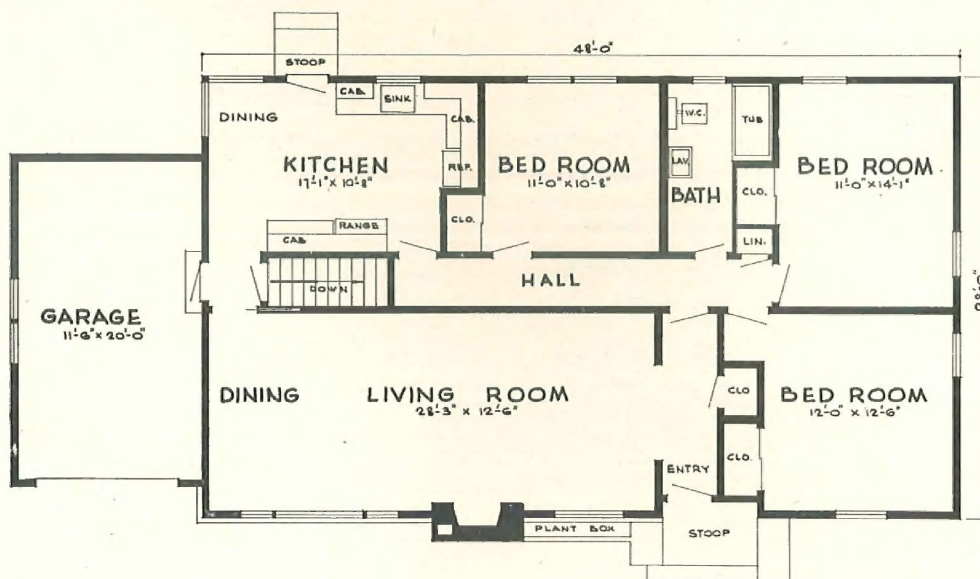 48'-0"
STOOP
CAB.
SINK
CAB.
DINING
W.C.
TUB
KITCHEN
17'-1" x 10'-8"
REF.
BED ROOM
11'-0" x 10'-8"
LAV.
BATH
BED ROOM
11'-0" x 14'-1"
CLO.
CLO.
RANGE
CAB.
LIN.
DOWN
HALL
28'-0"
GARAGE
11'-6" x 20'-0"
DINING
LIVING ROOM
28'-3" x 12'-6"
CLO
BED ROOM
12'-0" x 12'-6"
CLO.
ENTRY
PLANT BOX
STOOP